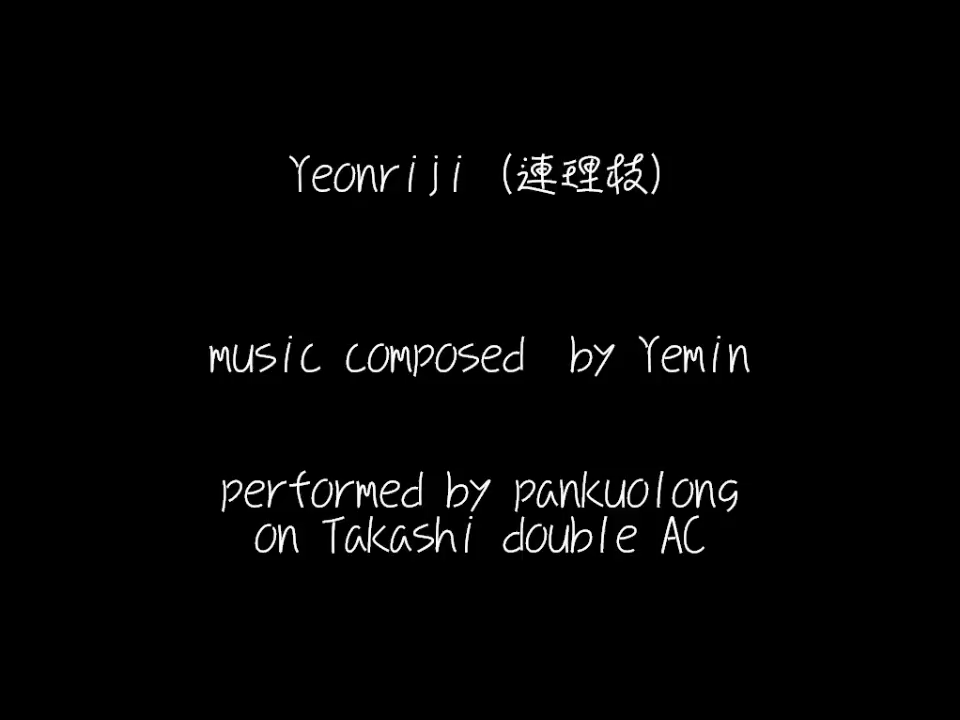 Yeonriji (連理枝)
music composed by Yemin
performed by pankuolong
on Takashi double AC